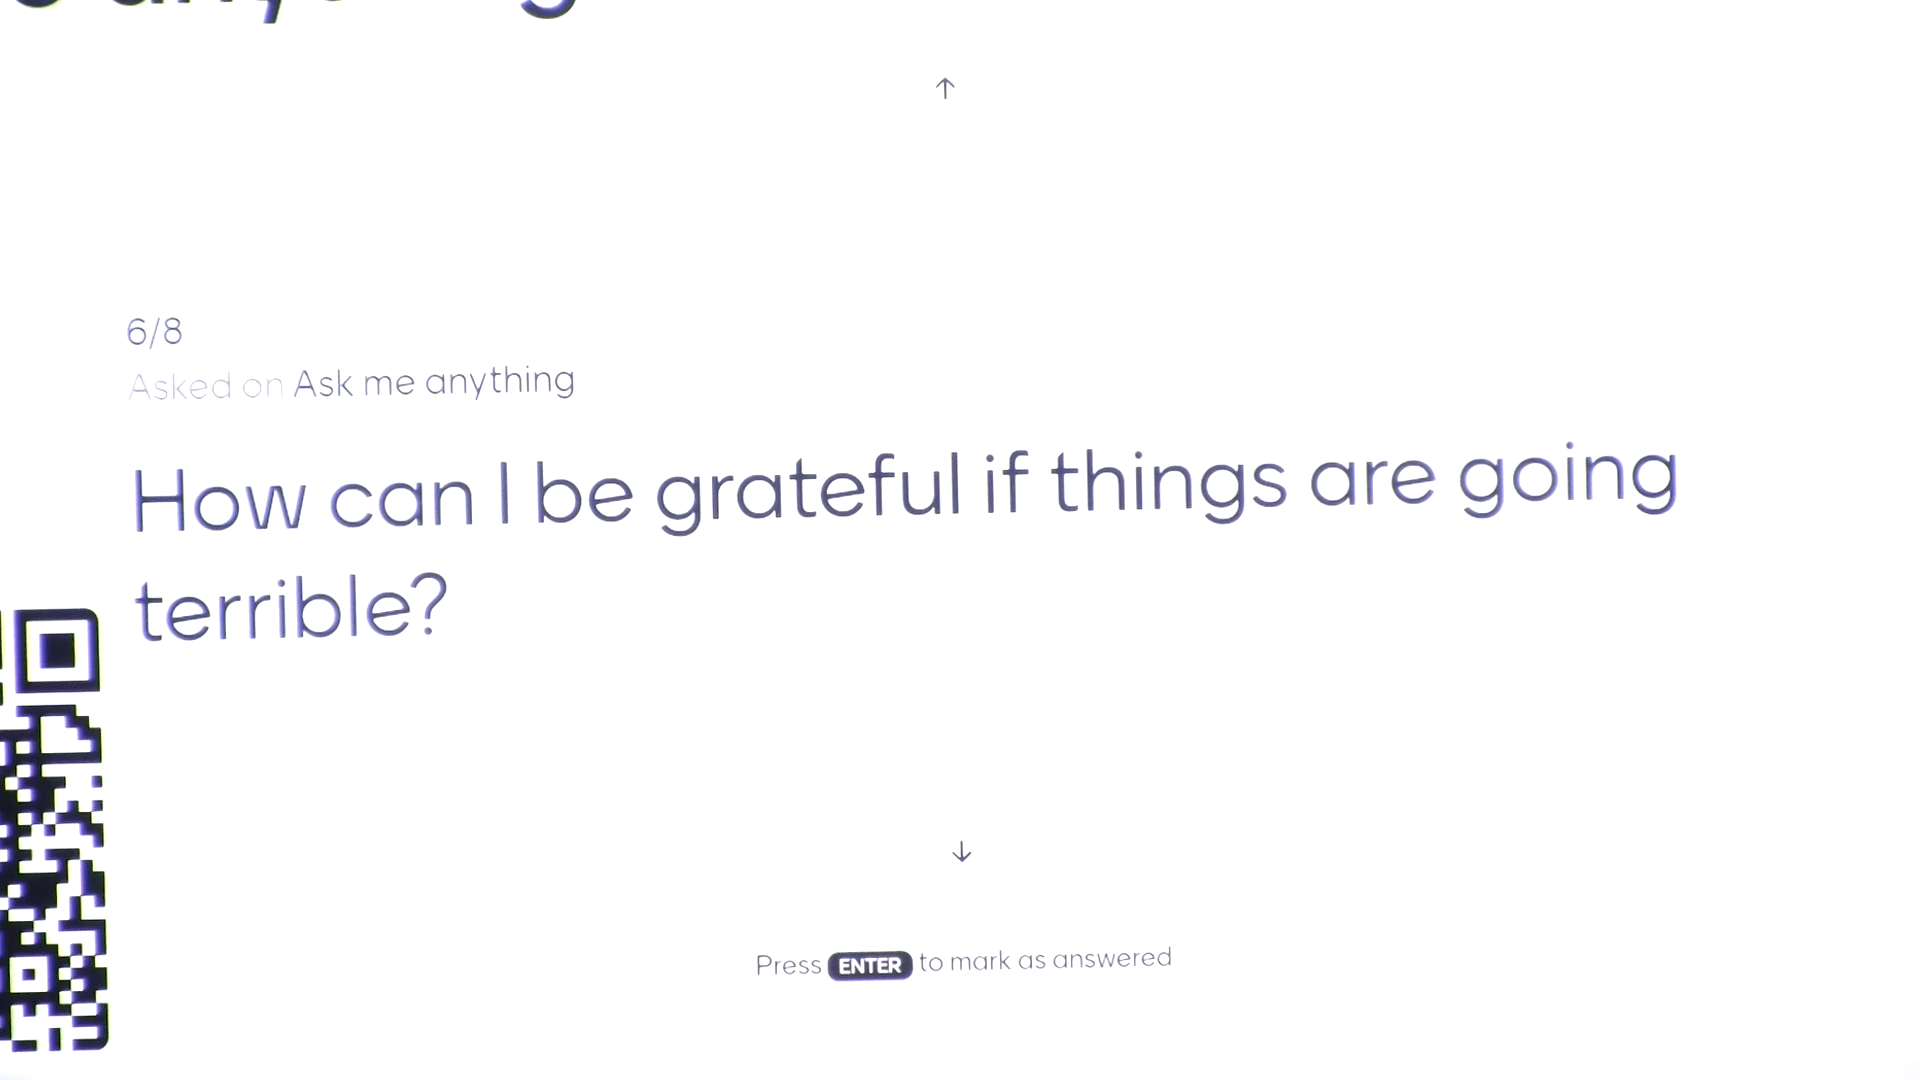 6/8
Asked on Ask me anything
How can I be grateful if things are going
terrible?
Press ENTER to mark as answered